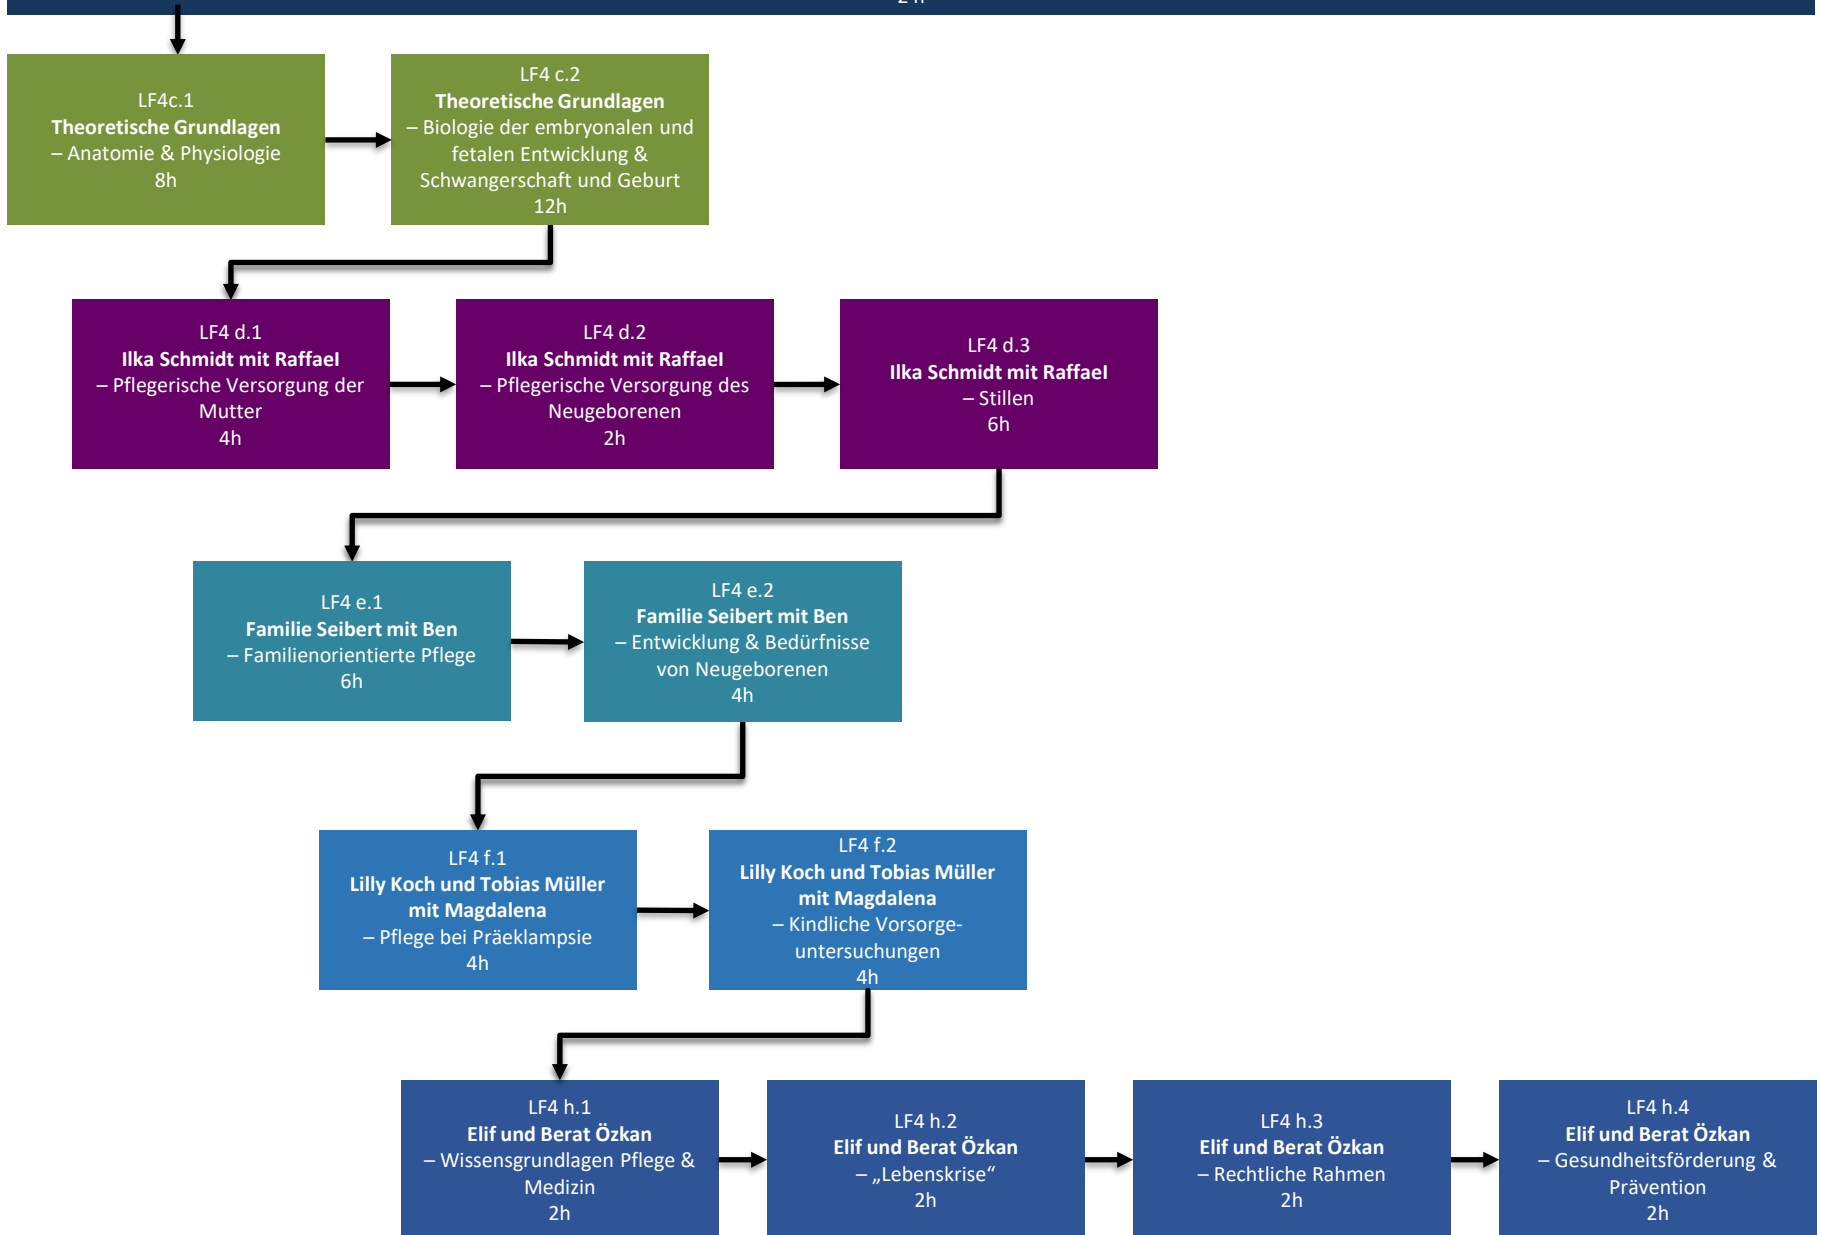 LF4c.1
Theoretische Grundlagen
– Anatomie & Physiologie
8h
LF4 c.2
Theoretische Grundlagen
– Biologie der embryonalen und
fetalen Entwicklung &
Schwangerschaft und Geburt
12h
LF4 d.1
Ilka Schmidt mit Raffael
– Pflegerische Versorgung der
Mutter
4h
LF4 d.2
Ilka Schmidt mit Raffael
– Pflegerische Versorgung des
Neugeborenen
2h
LF4 d.3
Ilka Schmidt mit Raffael
– Stillen
6h
LF4 e.1
Familie Seibert mit Ben
– Familienorientierte Pflege
6h
LF4 e.2
Familie Seibert mit Ben
– Entwicklung & Bedürfnisse
von Neugeborenen
4h
LF4 f.1
Lilly Koch und Tobias Müller
mit Magdalena
– Pflege bei Präeklampsie
4h
LF4 f.2
Lilly Koch und Tobias Müller
mit Magdalena
– Kindliche Vorsorge-
untersuchungen
4h
LF4 h.1
Elif und Berat Özkan
– Wissensgrundlagen Pflege &
Medizin
2h
LF4 h.2
Elif und Berat Özkan
– „Lebenskrise“
2h
LF4 h.3
Elif und Berat Özkan
– Rechtliche Rahmen
2h
LF4 h.4
Elif und Berat Özkan
– Gesundheitsförderung &
Prävention
2h